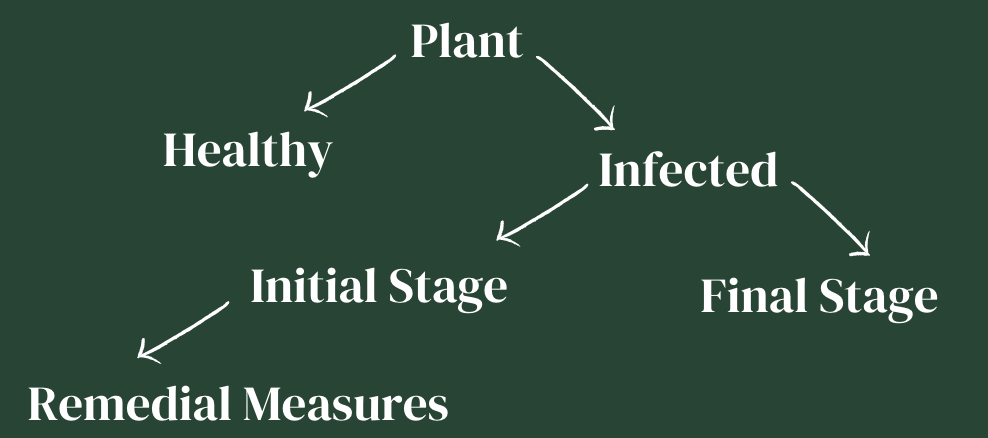 Plant
Healthy
Infected
Initial Stage
Final Stage
Remedial Measures